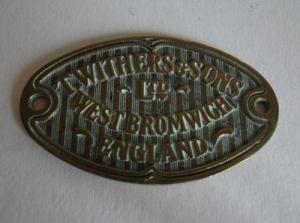 T. WITHERS & SONS
LTD
WEST BROMWICH
ENGLAND.